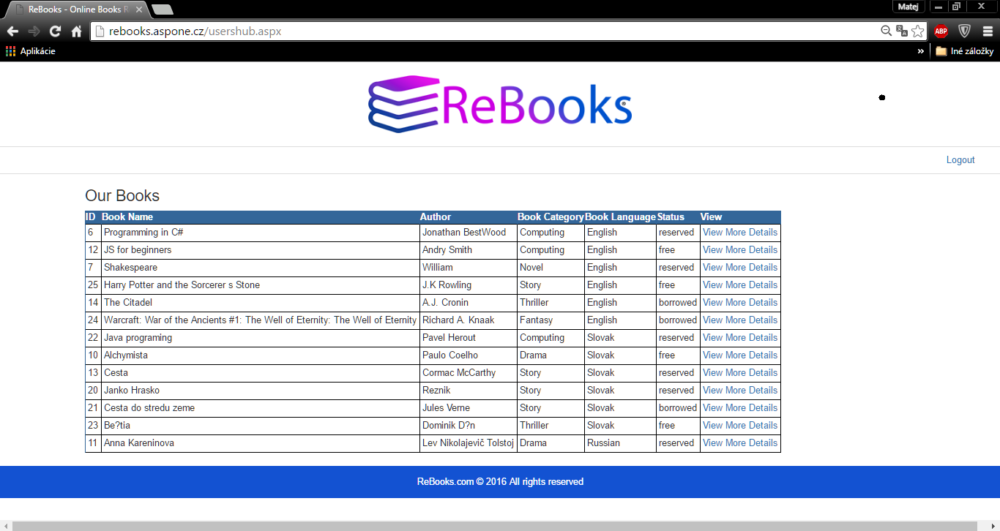 ReBooks - Online Books R
Matej
rebooks.aspone.cz/usershub.aspx
ABP
Aplikácie
» Iné záložky
ReBooks
Logout
Our Books
ID Book Name Author Book Category Book Language Status View
6 Programming in C# Jonathan BestWood Computing English reserved View More Details
12 JS for beginners Andry Smith Computing English free View More Details
7 Shakespeare William Novel English reserved View More Details
25 Harry Potter and the Sorcerer s Stone J.K Rowling Story English free View More Details
14 The Citadel A.J. Cronin Thriller English borrowed View More Details
24 Warcraft: War of the Ancients #1: The Well of Eternity: The Well of Eternity Richard A. Knaak Fantasy English borrowed View More Details
22 Java programing Pavel Herout Computing Slovak reserved View More Details
10 Alchymista Paulo Coelho Drama Slovak free View More Details
13 Cesta Cormac McCarthy Story Slovak reserved View More Details
20 Janko Hrasko Reznik Story Slovak reserved View More Details
21 Cesta do stredu zeme Jules Verne Story Slovak borrowed View More Details
23 Be?tia Dominik D?n Thriller Slovak free View More Details
11 Anna Kareninova Lev Nikolajevič Tolstoj Drama Russian reserved View More Details
ReBooks.com © 2016 All rights reserved